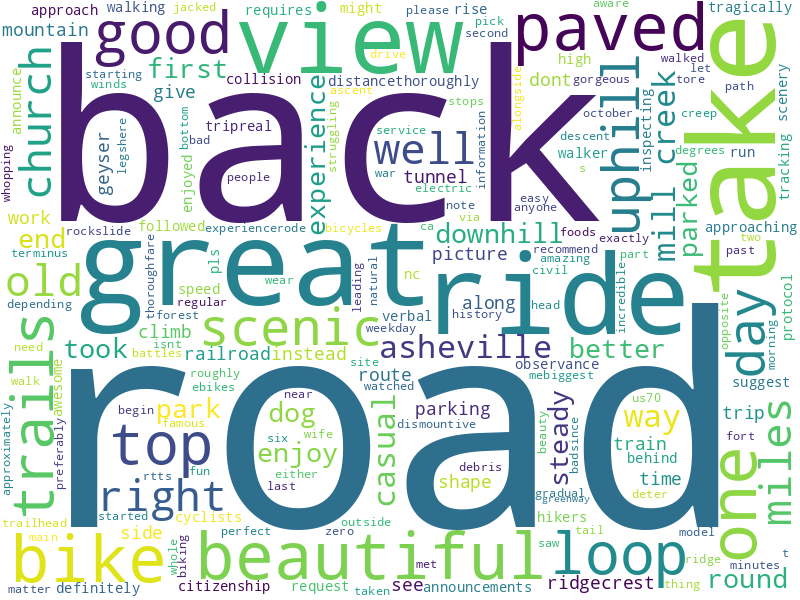 approach walking jacked might please rise aware tragically
mountain good view requires pick second paved high let
announce church first give starting winds collision distancethoroughly dont gorgeous walked tore path scenery
whopping geyser legshere obad tripreal enjoyed bottom experience struggling drive ascent stops alongside october descent creep degrees take
back
people well service war tunnel electric information note easy anyone walker s uphill inspecting mill creek parked run tracking
work rockslide followed experiencerode bicycles ca via foods exactly approaching
end terminus thoroughfare speed pls great nc verbal picture downhill recommend amazing part two past
old depending regular forest scenic wear leading natural weekday history along civil head ride incredible opposite morning day protocol
trails need isnt climb took railroad instead asheville observance better
walk battles roughly ebikes site watched route mebiggest suggest
approximately preferably awesome begin park famous near dog casual parking dismountive beauty steady badsince us70 way trip fort
top six wife enjoy either train behind
road
rtts fun last debris shape gradual greenway time deter miles
right started cyclists outside hikers model one
trailhead main side perfect zero tail saw ridge t
bike whole biking beautiful met loop thing minutes
matter definitely citizenship request taken see announcements ridgecrest round